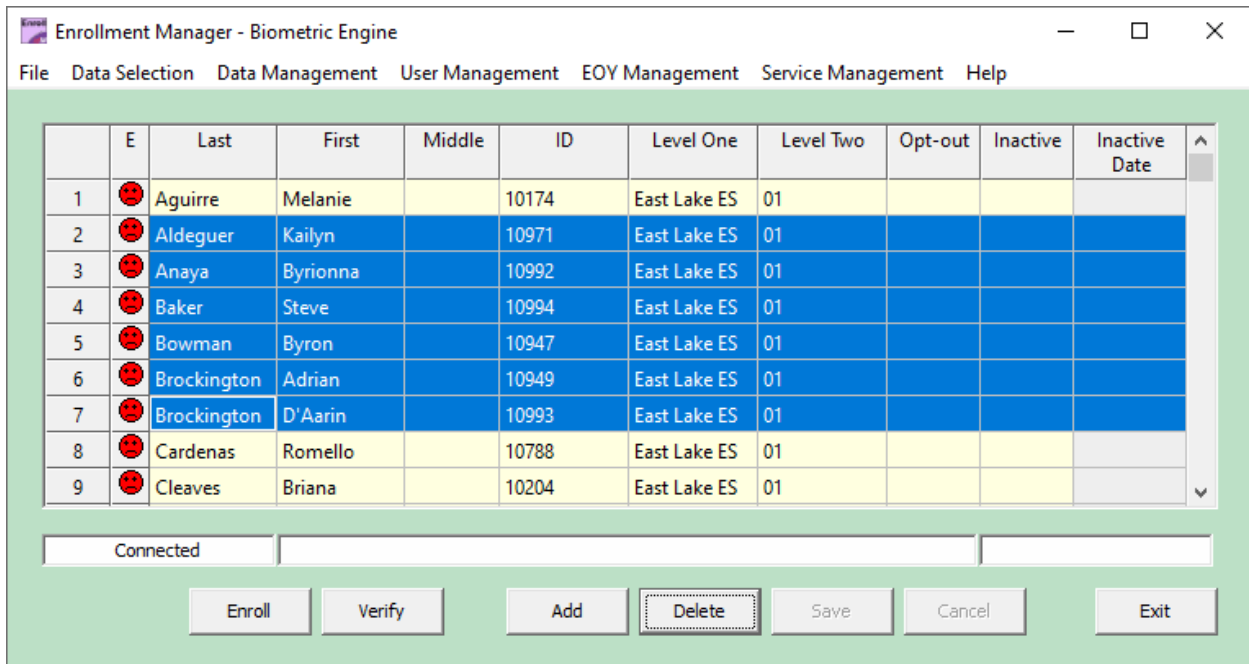 Enroll
Enrollment Manager - Biometric Engine
File Data Selection Data Management User Management EOY Management Service Management Help
E Last First Middle ID Level One Level Two Opt-out Inactive Inactive Date
1 Aguirre Melanie 10174 East Lake ES 01
2 Aldeguer Kailyn 10971 East Lake ES 01
3 Anaya Byrionna 10992 East Lake ES 01
4 Baker Steve 10994 East Lake ES 01
5 Bowman Byron 10947 East Lake ES 01
6 Brockington Adrian 10949 East Lake ES 01
7 Brockington D'Aarin 10993 East Lake ES 01
8 Cardenas Romello 10788 East Lake ES 01
9 Cleaves Briana 10204 East Lake ES 01
Connected
Enroll Verify Add Delete Save Cancel Exit